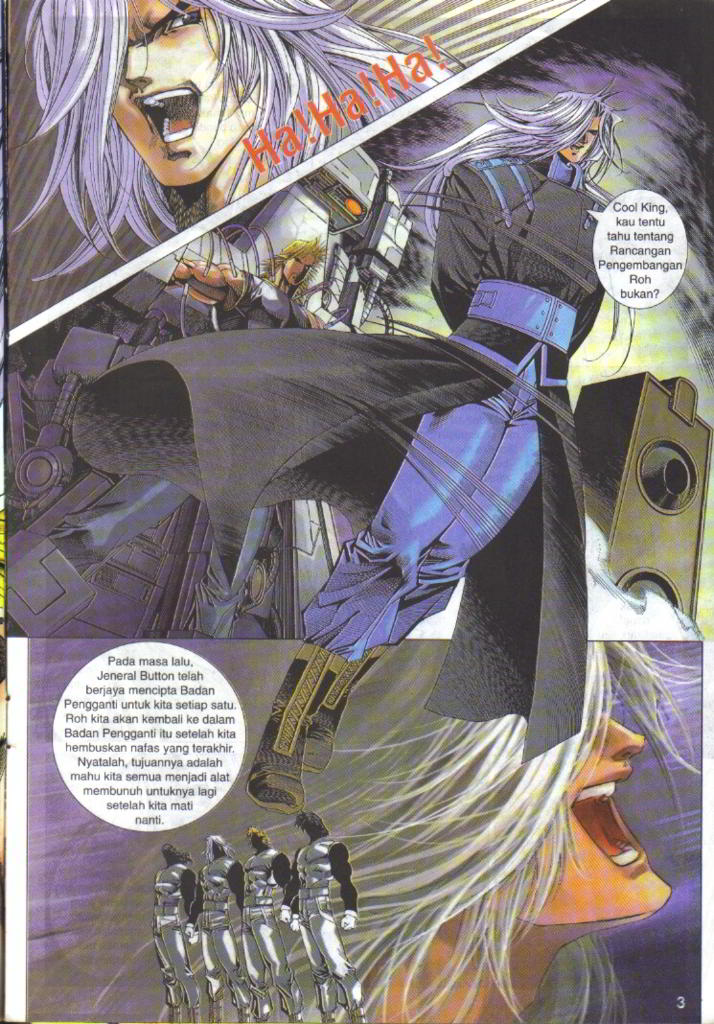 Ha!Ha!Ha!
Cool King,
kau tentu
tahu tentang
Rancangan
Pengembangan
Roh
bukan?
Pada masa lalu,
Jeneral Button telah
berjaya mencipta Badan
Pengganti untuk kita setiap satu.
Roh kita akan kembali ke dalam
Badan Pengganti itu setelah kita
hembuskan nafas yang terakhir.
Nyatalah, tujuannya adalah
mahu kita semua menjadi alat
membunuh untuknya lagi
setelah kita mati
nanti.
3